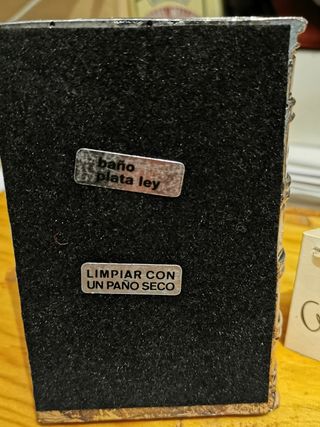 baño
plata ley
LIMPIAR CON
UN PAÑO SECO